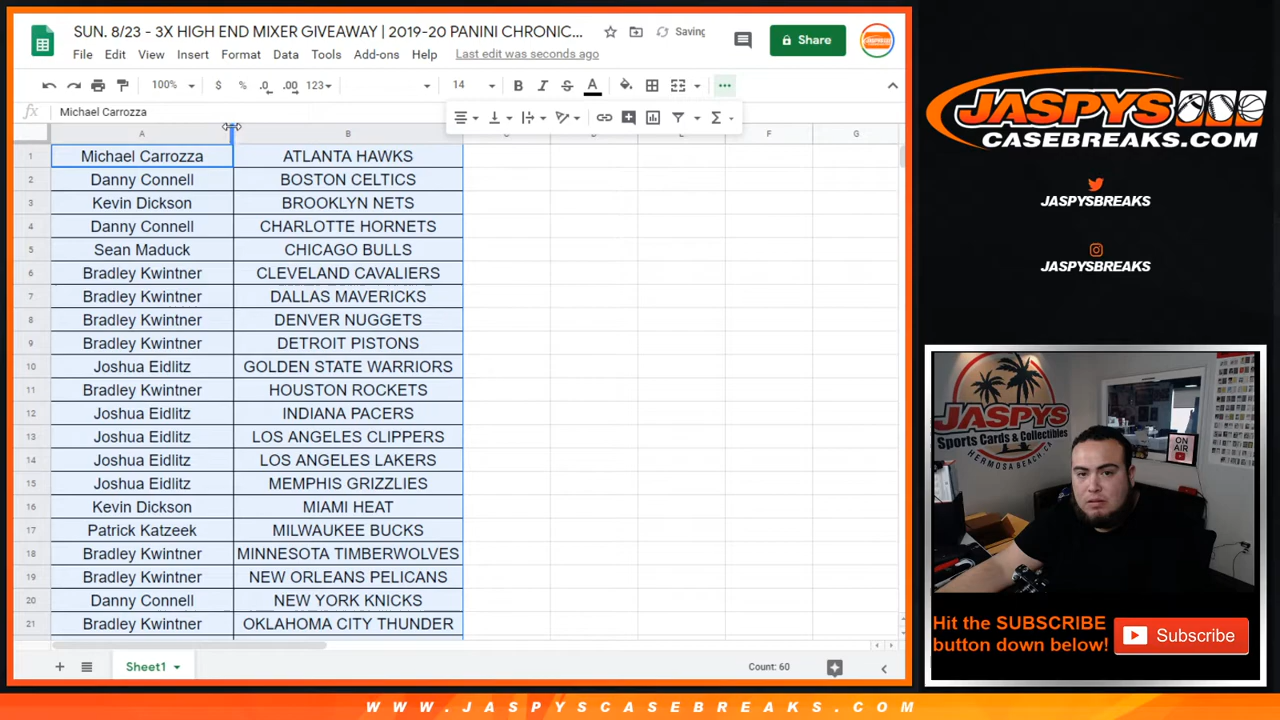 SUN. 8/23 - 3X HIGH END MIXER GIVEAWAY | 2019-20 PANINI CHRONIC...
Saving
Share
File Edit View Insert Format Data Tools Add-ons Help Last edit was seconds ago
100% $ % .0 .00 123 14 B I S A
fx Michael Carrozza
A B C D E F G
1 Michael Carrozza ATLANTA HAWKS
2 Danny Connell BOSTON CELTICS
3 Kevin Dickson BROOKLYN NETS
4 Danny Connell CHARLOTTE HORNETS
5 Sean Maduck CHICAGO BULLS
6 Bradley Kwintner CLEVELAND CAVALIERS
7 Bradley Kwintner DALLAS MAVERICKS
8 Bradley Kwintner DENVER NUGGETS
9 Bradley Kwintner DETROIT PISTONS
10 Joshua Eidlitz GOLDEN STATE WARRIORS
11 Bradley Kwintner HOUSTON ROCKETS
12 Joshua Eidlitz INDIANA PACERS
13 Joshua Eidlitz LOS ANGELES CLIPPERS
14 Joshua Eidlitz LOS ANGELES LAKERS
15 Joshua Eidlitz MEMPHIS GRIZZLIES
16 Kevin Dickson MIAMI HEAT
17 Patrick Katzeek MILWAUKEE BUCKS
18 Bradley Kwintner MINNESOTA TIMBERWOLVES
19 Bradley Kwintner NEW ORLEANS PELICANS
20 Danny Connell NEW YORK KNICKS
21 Bradley Kwintner OKLAHOMA CITY THUNDER
Sheet1
Count: 60
JASPYS
CASEBREAKS.COM
JASPYSBREAKS
JASPYSBREAKS
JASPYS
Sports Cards & Collectibles
HERMOSA BEACH, CA
ON AIR
Hit the SUBSCRIBE
button down below!
Subscribe
WWW.JASPYSCASEBREAKS.COM